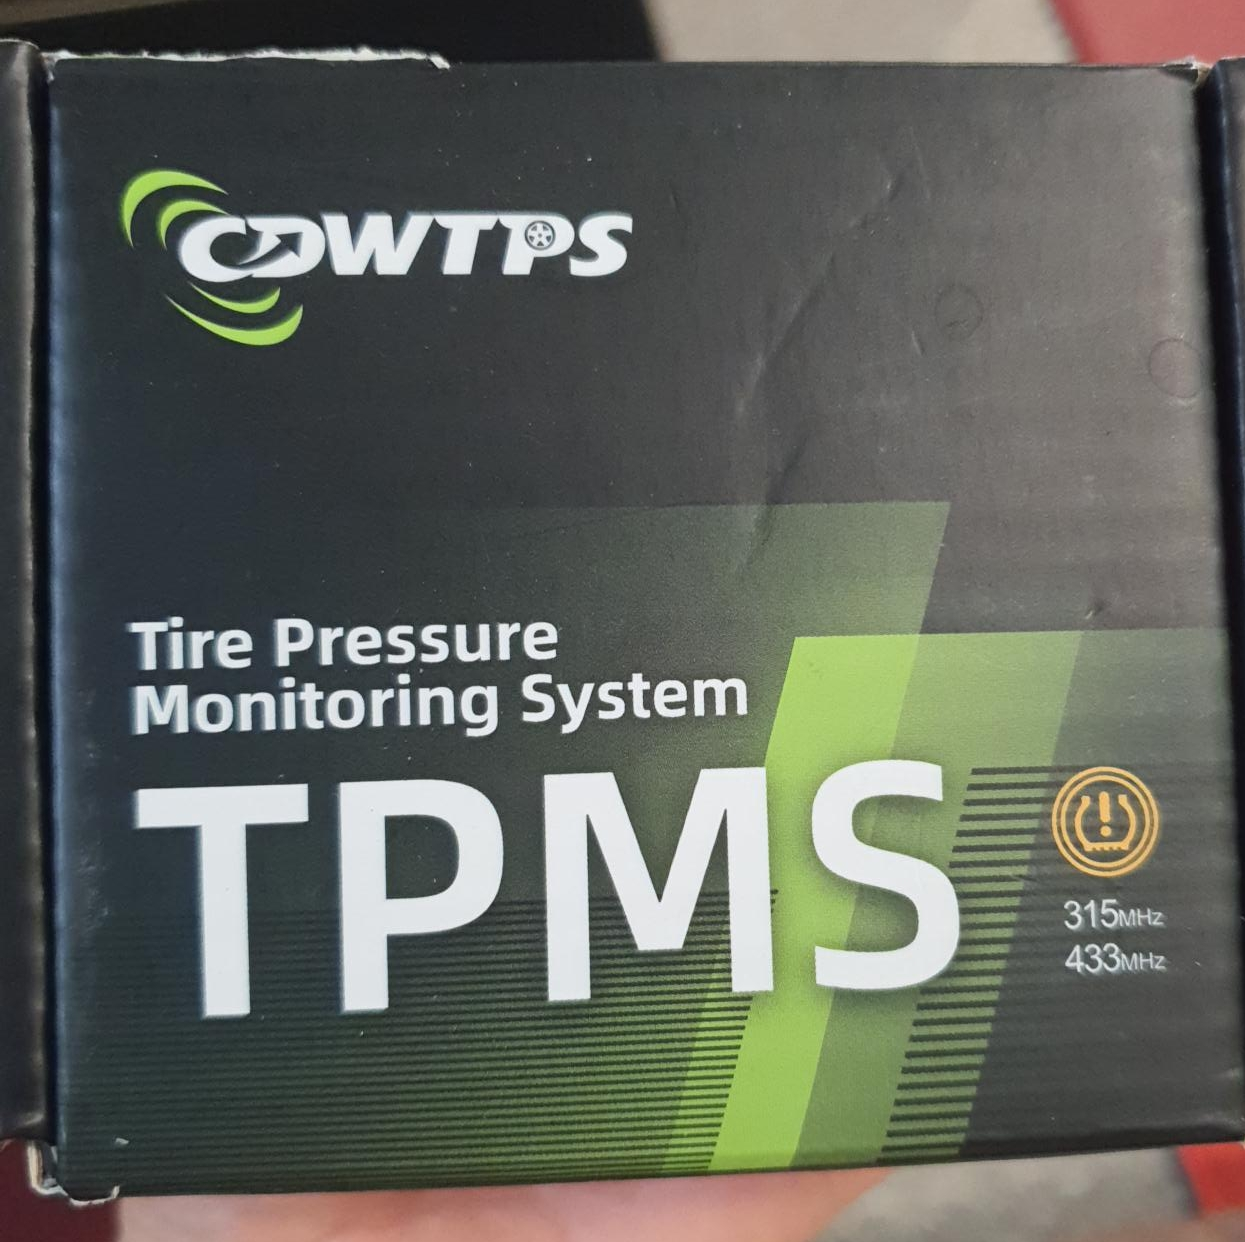 CDWTPS
Tire Pressure
Monitoring System
TPMS
315MHz
433MHz